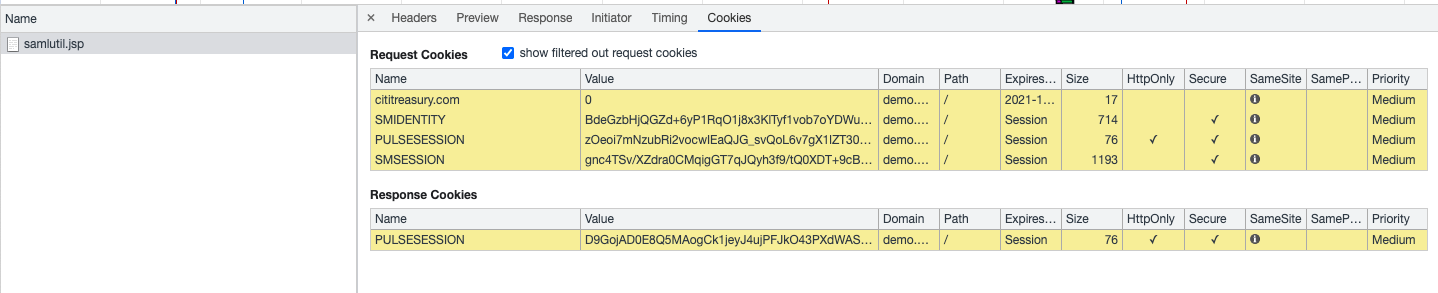 Name
samlutil.jsp
× Headers Preview Response Initiator Timing Cookies
Request Cookies show filtered out request cookies
Name Value Domain Path Expires… Size HttpOnly Secure SameSite SameP… Priority
cititreasury.com 0 demo.… / 2021-1… 17 Medium
SMIDENTITY BdeGzbHjQGZd+6yP1RqO1j8x3KlTyf1vob7oYDWu… demo.… / Session 714 ✓ Medium
PULSESESSION zOeoi7mNzubRi2vocwIEaQJG_svQoL6v7gX1IZT30… demo.… / Session 76 ✓ ✓ Medium
SMSESSION gnc4TSv/XZdra0CMqigGT7qJQyh3f9/tQ0XDT+9cB… demo.… / Session 1193 ✓ Medium
Response Cookies
Name Value Domain Path Expires… Size HttpOnly Secure SameSite SameP… Priority
PULSESESSION D9GojAD0E8Q5MAogCk1jeyJ4ujPFJkO43PXdWAS… demo.… / Session 76 ✓ ✓ Medium